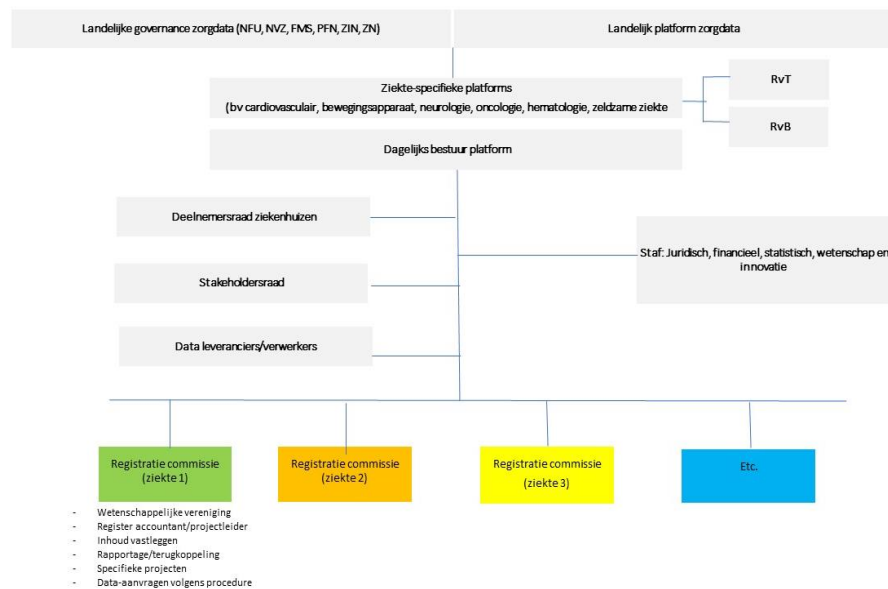 Landelijke governance zorgdata (NFU, NVZ, FMS, PFN, ZIN, ZN)
Landelijk platform zorgdata
Ziekte-specifieke platforms
(bv cardiovasculair, bewegingsapparaat, neurologie, oncologie, hematologie, zeldzame ziekte
RvT
RvB
Dagelijks bestuur platform
Deelnemersraad ziekenhuizen
Staf: Juridisch, financieel, statistisch, wetenschap en
innovatie
Stakeholdersraad
Data leveranciers/verwerkers
Registratie commissie
(ziekte 1)
Registratie commissie
(ziekte 2)
Registratie commissie
(ziekte 3)
Etc.
- Wetenschappelijke vereniging
- Register accountant/projectleider
- Inhoud vastleggen
- Rapportage/terugkoppeling
- Specifieke projecten
- Data-aanvragen volgens procedure